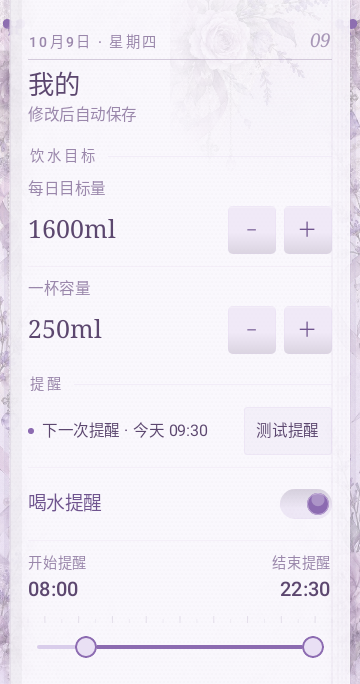 10月9日 · 星期四
09
我的
修改后自动保存
饮水目标
每日目标量
1600ml
- +
一杯容量
250ml
- +
提醒
下一次提醒 · 今天 09:30
测试提醒
喝水提醒
开始提醒 结束提醒
08:00 22:30